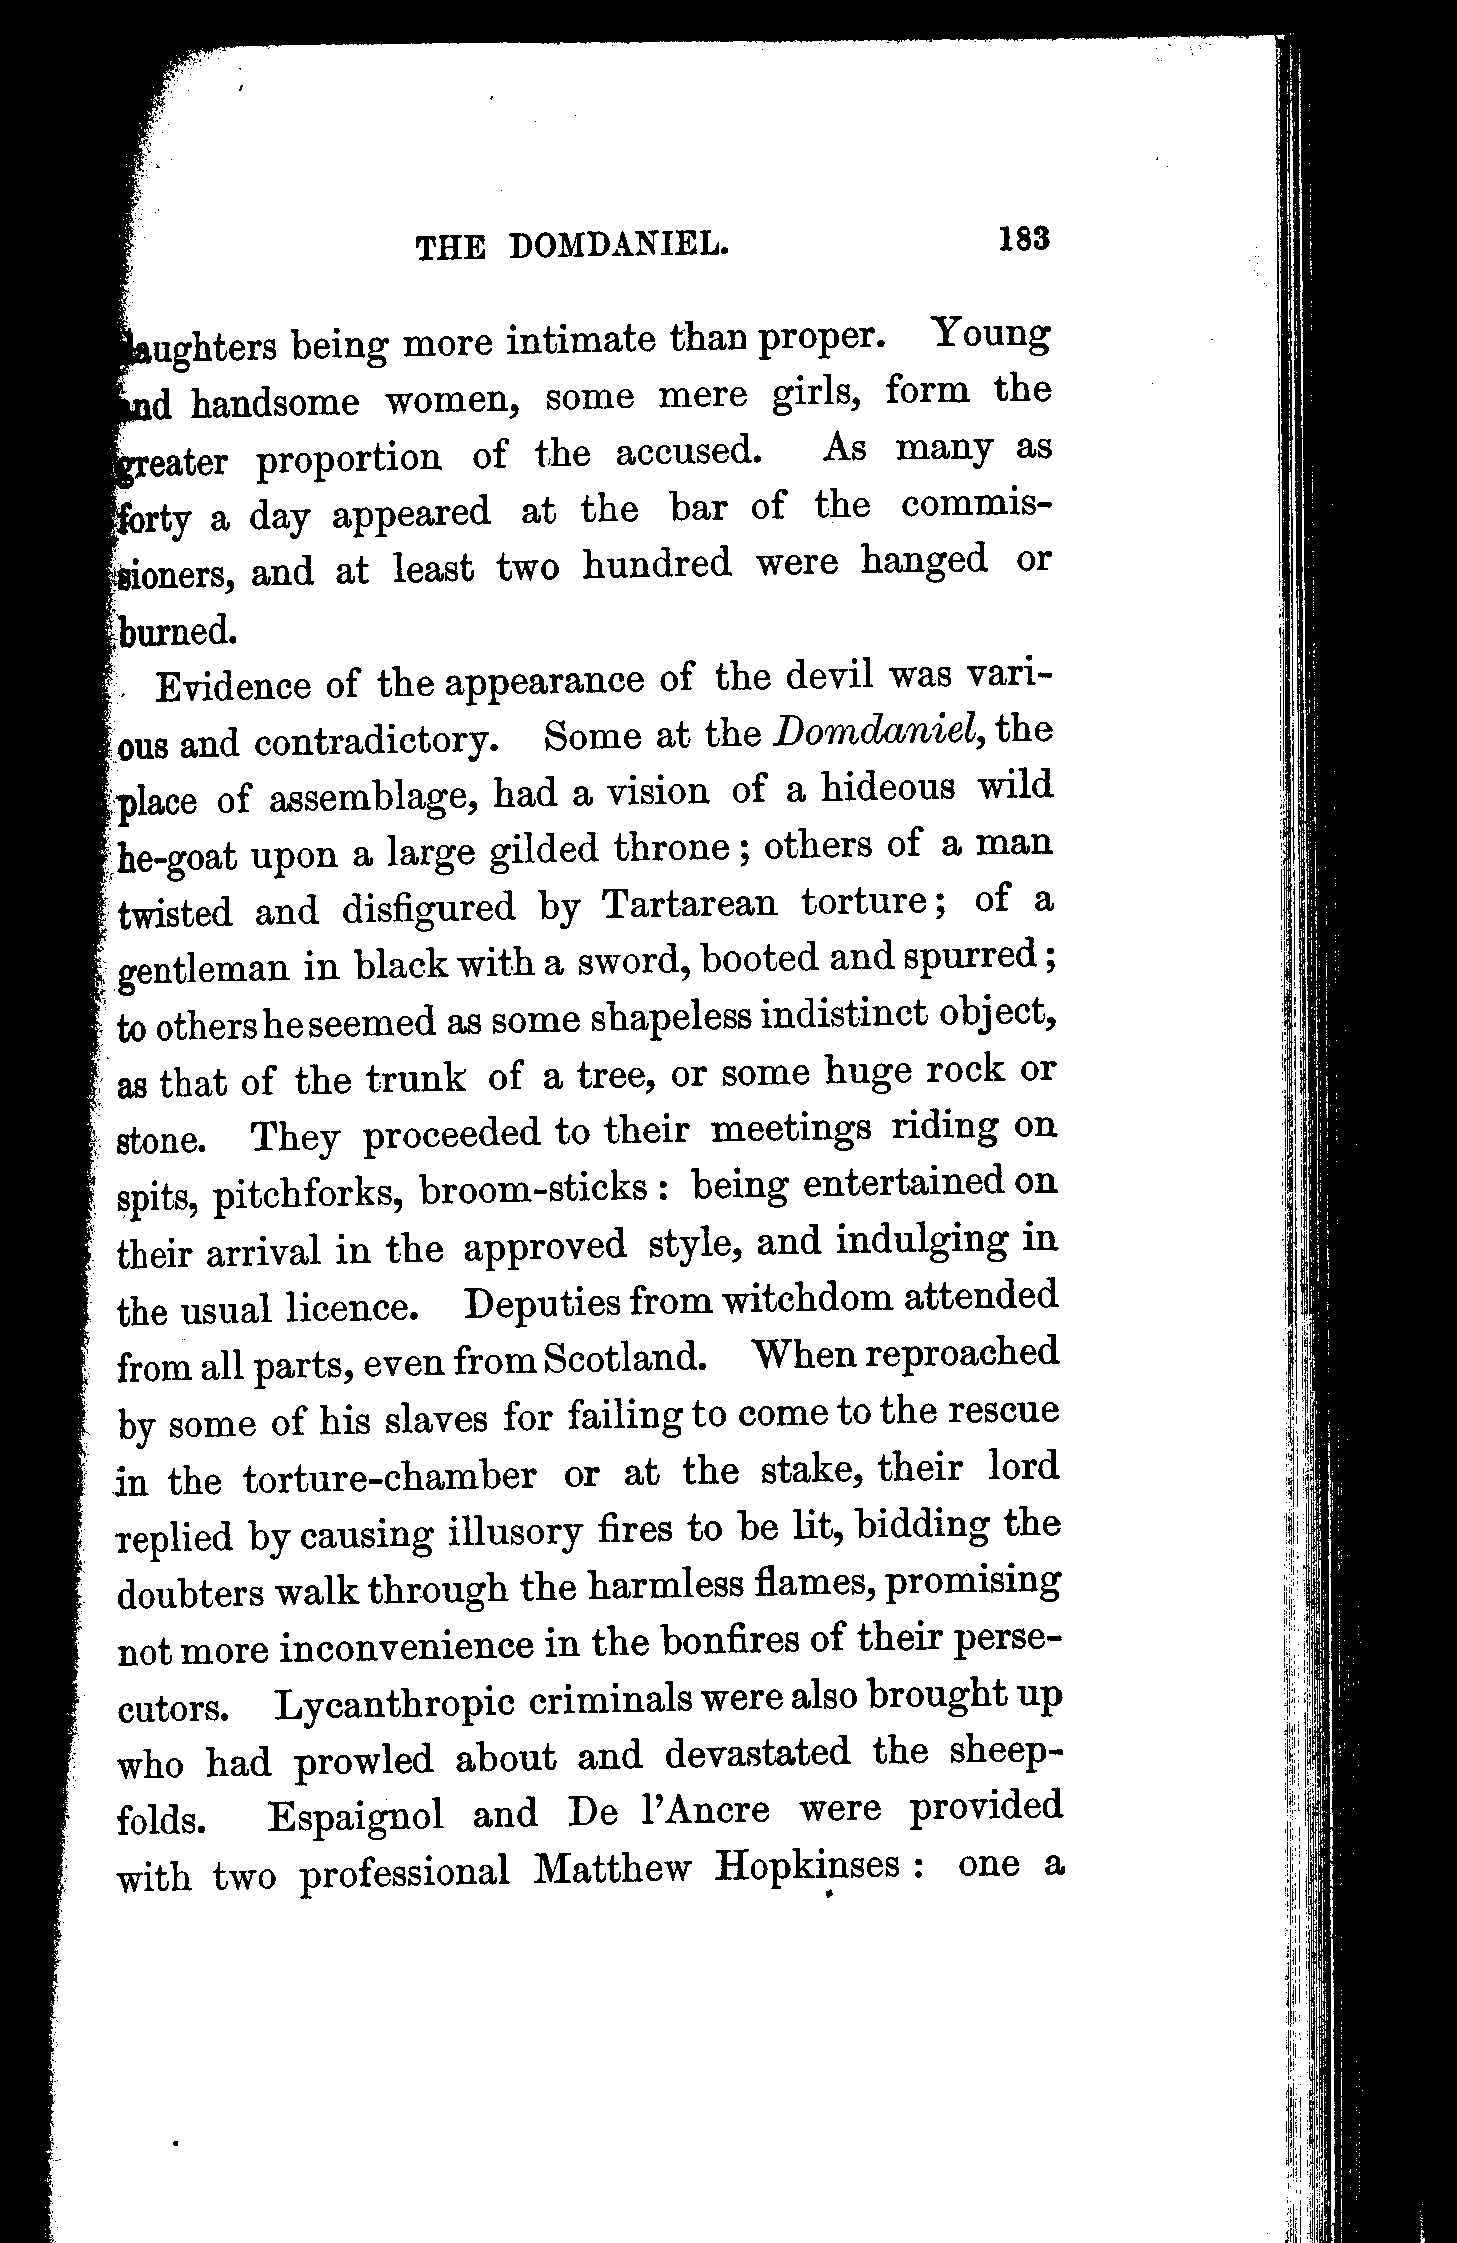 THE DOMDANIEL. 183
daughters being more intimate than proper. Young
and handsome women, some mere girls, form the
greater proportion of the accused. As many as
forty a day appeared at the bar of the commis-
sioners, and at least two hundred were hanged or
burned.
Evidence of the appearance of the devil was vari-
ous and contradictory. Some at the Domdaniel, the
place of assemblage, had a vision of a hideous wild
he-goat upon a large gilded throne; others of a man
twisted and disfigured by Tartarean torture; of a
gentleman in black with a sword, booted and spurred;
to others he seemed as some shapeless indistinct object,
as that of the trunk of a tree, or some huge rock or
stone. They proceeded to their meetings riding on
spits, pitchforks, broom-sticks: being entertained on
their arrival in the approved style, and indulging in
the usual licence. Deputies from witchdom attended
from all parts, even from Scotland. When reproached
by some of his slaves for failing to come to the rescue
in the torture-chamber or at the stake, their lord
replied by causing illusory fires to be lit, bidding the
doubters walk through the harmless flames, promising
not more inconvenience in the bonfires of their perse-
cutors. Lycanthropic criminals were also brought up
who had prowled about and devastated the sheep-
folds. Espaignol and De l'Ancre were provided
with two professional Matthew Hopkinses: one a